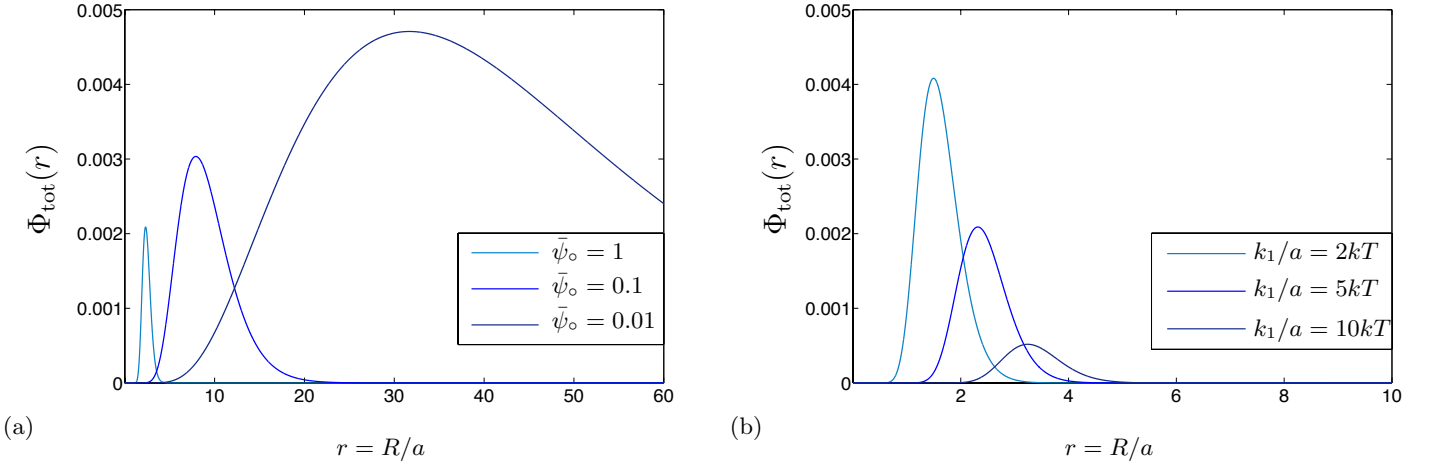 0.005
0.004
0.003
0.002
0.001
0
Φ_tot(r)
ψ̄_∘ = 1
ψ̄_∘ = 0.1
ψ̄_∘ = 0.01
10 20 30 40 50 60
(a)
r = R/a
0.005
0.004
0.003
0.002
0.001
0
Φ_tot(r)
k₁/a = 2kT
k₁/a = 5kT
k₁/a = 10kT
2 4 6 8 10
(b)
r = R/a